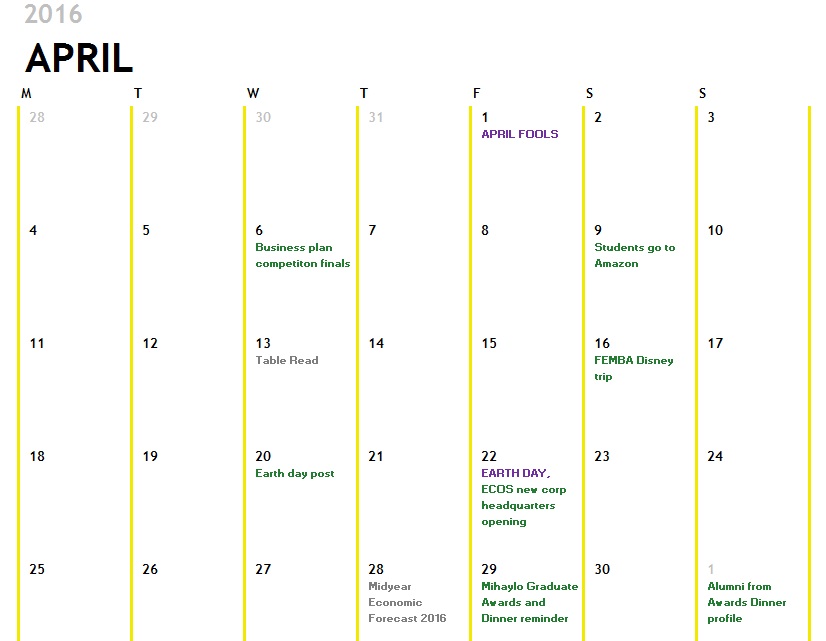 2016
APRIL
M T W T F S S
28 29 30 31 1 2 3
APRIL FOOLS
4 5 6 7 8 9 10
Business plan
competiton finals
Students go to
Amazon
11 12 13 14 15 16 17
Table Read
FEMBA Disney
trip
18 19 20 21 22 23 24
Earth day post
EARTH DAY,
ECOS new corp
headquarters
opening
25 26 27 28 29 30 1
Midyear
Economic
Forecast 2016
Mihaylo Graduate
Awards and
Dinner reminder
Alumni from
Awards Dinner
profile